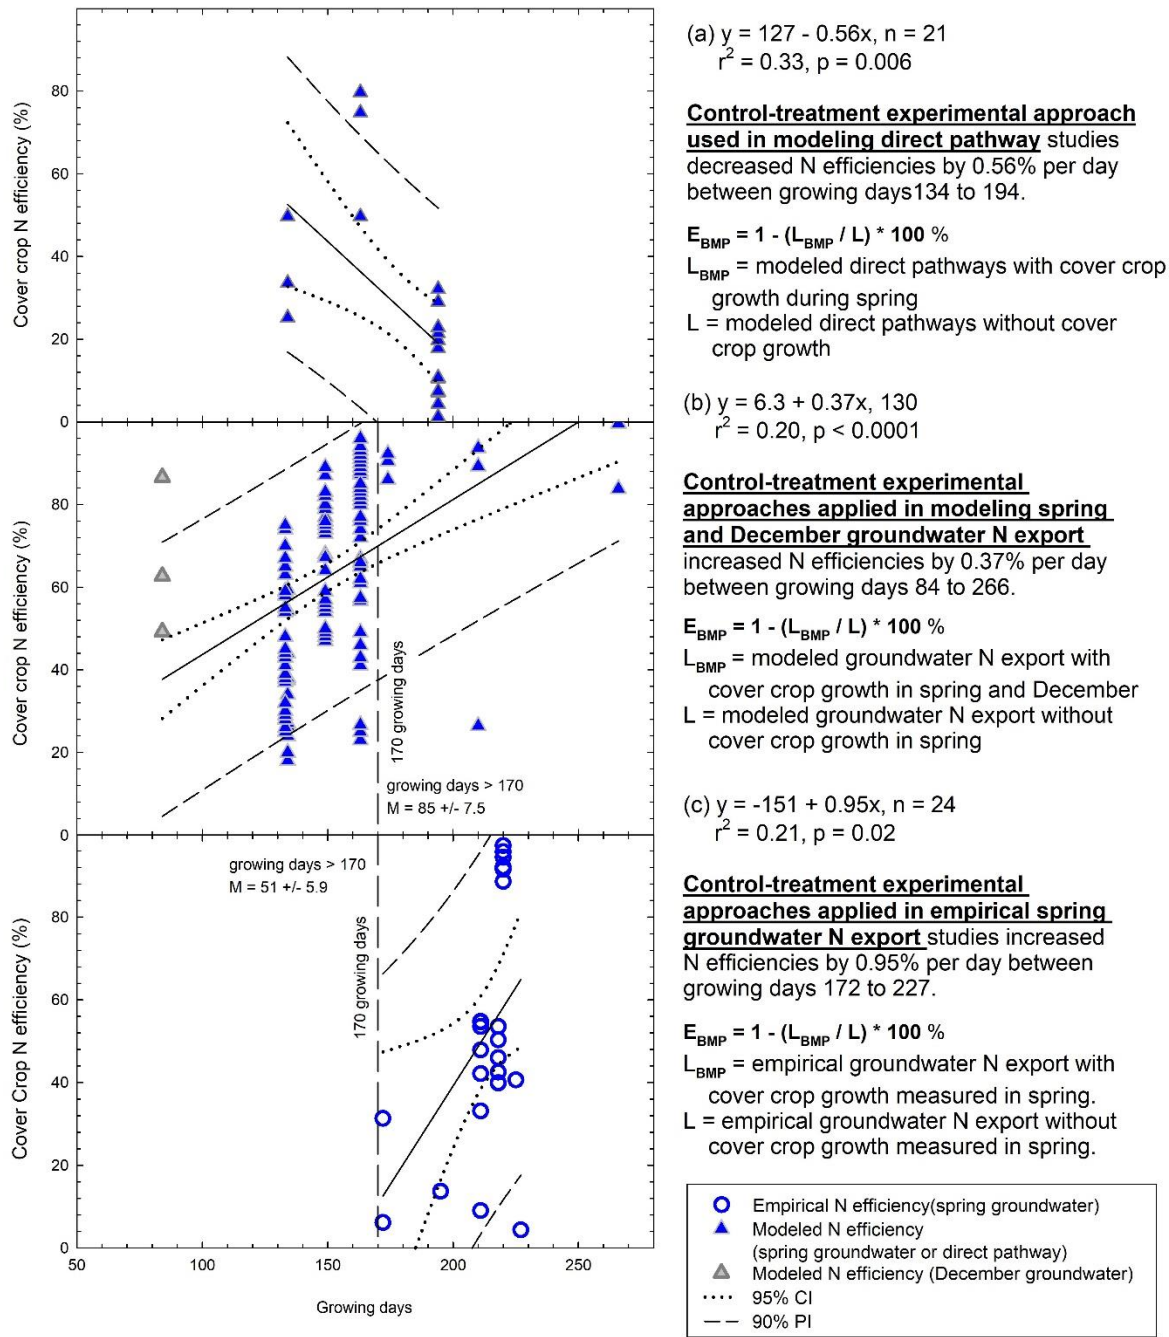 (a) y = 127 - 0.56x, n = 21
r² = 0.33, p = 0.006
Control-treatment experimental approach
used in modeling direct pathway studies
decreased N efficiencies by 0.56% per day
between growing days134 to 194.
E_BMP = 1 - (L_BMP / L) * 100 %
L_BMP = modeled direct pathways with cover crop
growth during spring
L = modeled direct pathways without cover
crop growth
Cover crop N efficiency (%)
80
60
40
20
0
(b) y = 6.3 + 0.37x, 130
r² = 0.20, p < 0.0001
Control-treatment experimental
approaches applied in modeling spring
and December groundwater N export
increased N efficiencies by 0.37% per day
between growing days 84 to 266.
E_BMP = 1 - (L_BMP / L) * 100 %
L_BMP = modeled groundwater N export with
cover crop growth in spring and December
L = modeled groundwater N export without
cover crop growth in spring
Cover crop N efficiency (%)
80
60
40
20
0
170 growing days
growing days > 170
M = 85 +/- 7.5
(c) y = -151 + 0.95x, n = 24
r² = 0.21, p = 0.02
Control-treatment experimental
approaches applied in empirical spring
groundwater N export studies increased
N efficiencies by 0.95% per day between
growing days 172 to 227.
E_BMP = 1 - (L_BMP / L) * 100 %
L_BMP = empirical groundwater N export with
cover crop growth measured in spring.
L = empirical groundwater N export without
cover crop growth measured in spring.
Cover Crop N efficiency (%)
80
60
40
20
0
growing days > 170
M = 51 +/- 5.9
170 growing days
50 100 150 200 250
Growing days
Empirical N efficiency(spring groundwater)
Modeled N efficiency
(spring groundwater or direct pathway)
Modeled N efficiency (December groundwater)
95% CI
90% PI